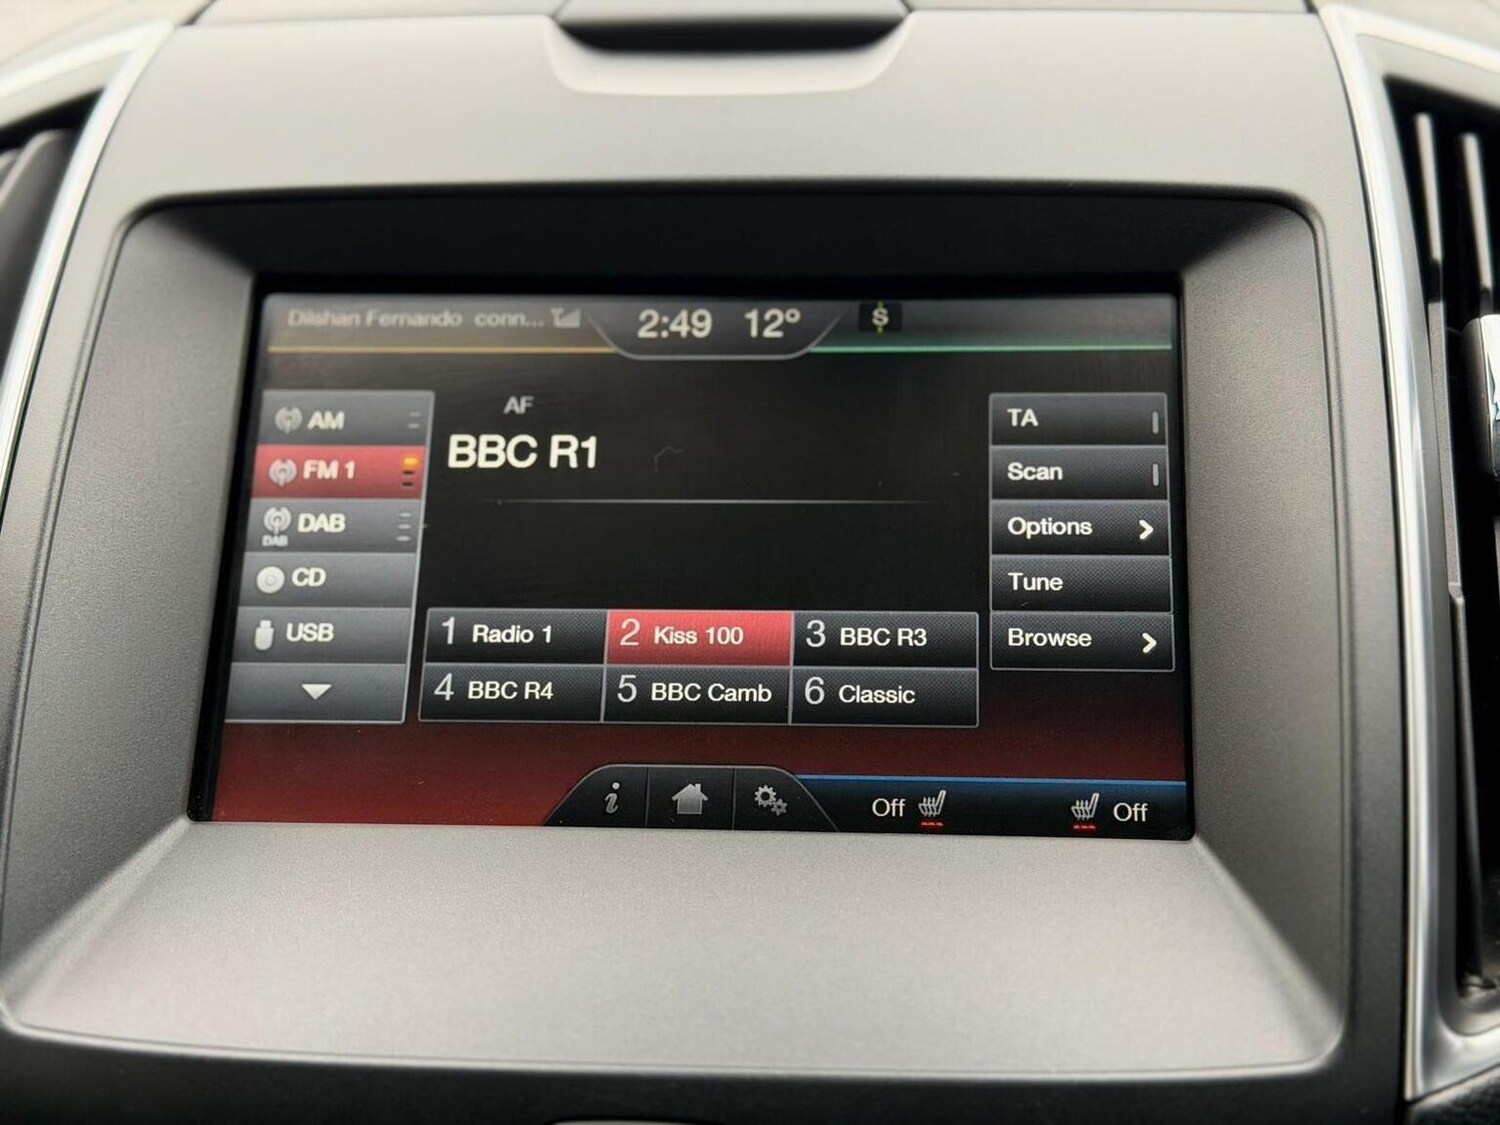 Dilshan Fernando conn...
2:49 12°
$
AM
FM 1
DAB
DAB
CD
USB
AF
BBC R1
TA
Scan
Options
Tune
Browse
1 Radio 1
2 Kiss 100
3 BBC R3
4 BBC R4
5 BBC Camb
6 Classic
i
Off
Off